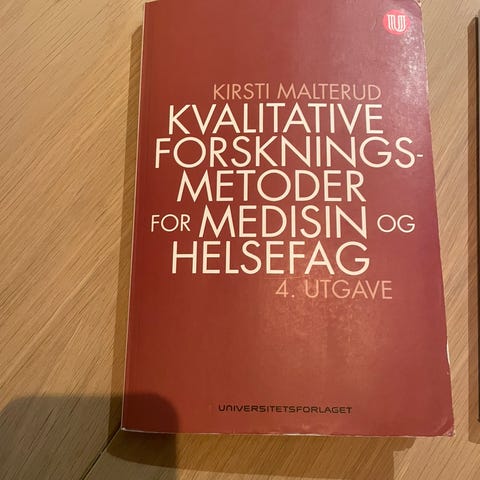 KIRSTI MALTERUD
KVALITATIVE
FORSKNINGS-
METODER
FOR MEDISIN OG
HELSEFAG
4. UTGAVE
UNIVERSITETSFORLAGET